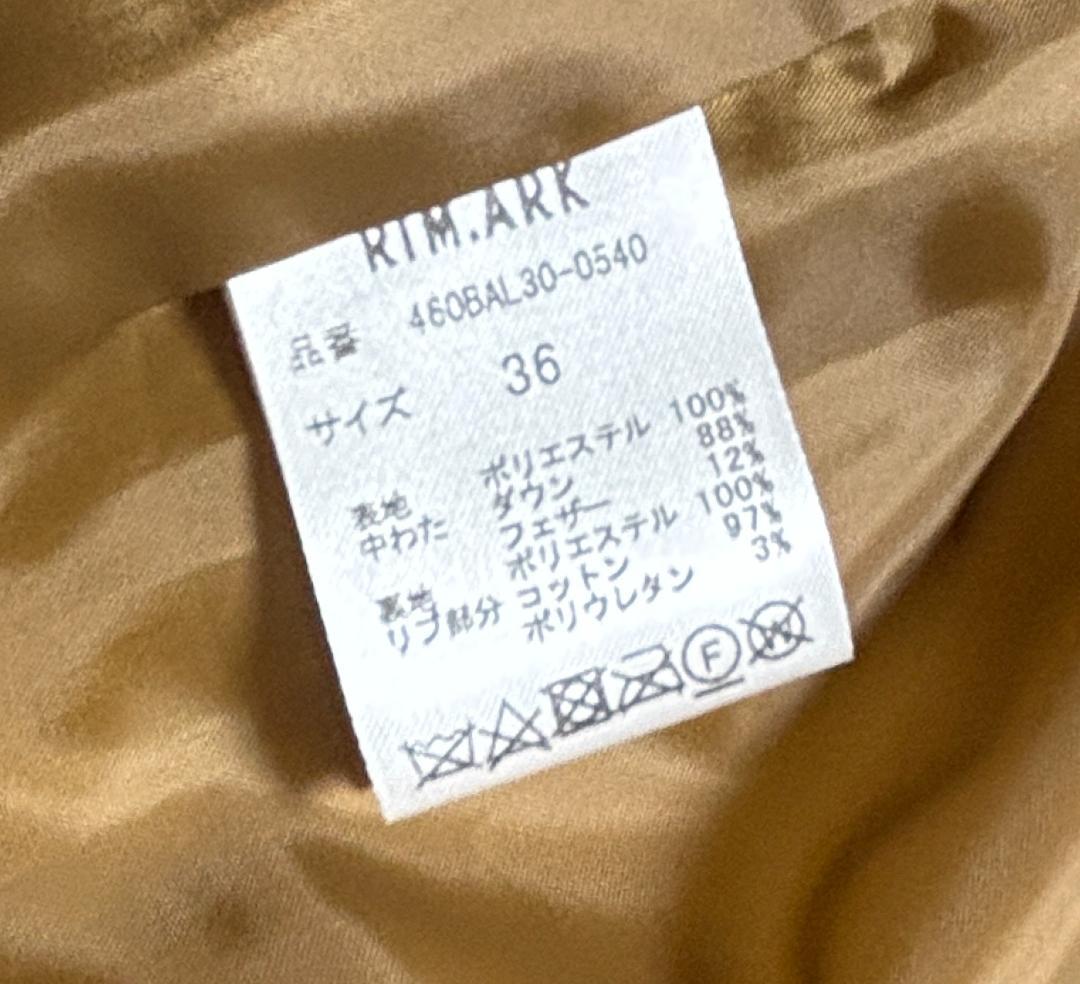 RIM.ARK
品番 460BAL30-0540
サイズ 36
表地 ポリエステル 100%
中わた ダウン 88%
フェザー 12%
裏地 ポリエステル 100%
リブ部分 コットン 97%
ポリウレタン 3%
F W